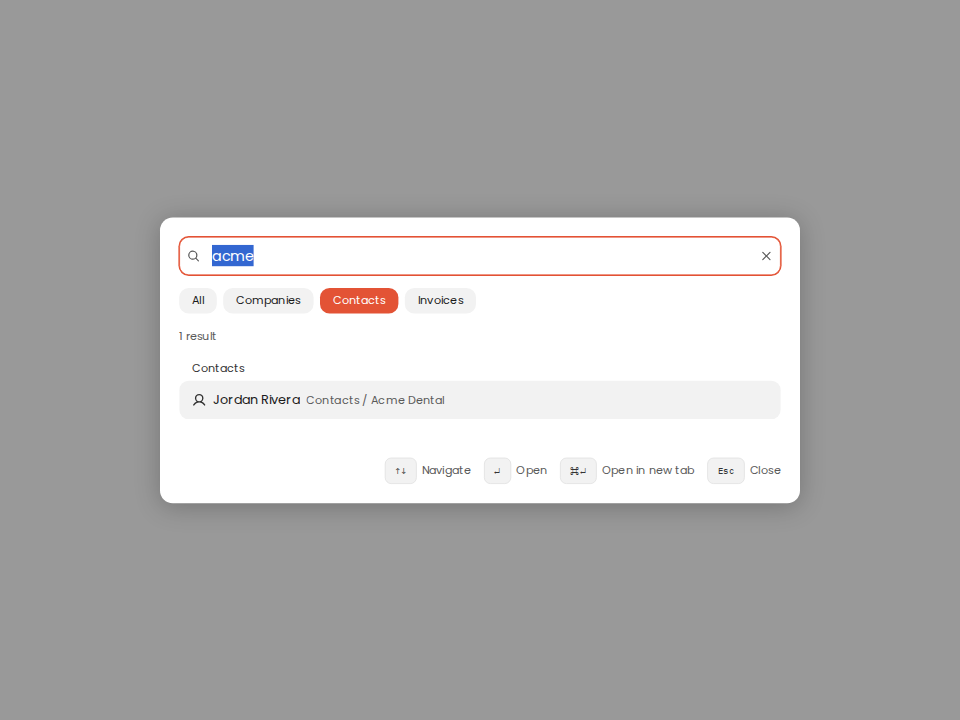 acme
All Companies Contacts Invoices
1 result
Contacts
Jordan Rivera Contacts / Acme Dental
↑↓ Navigate ↵ Open ⌘↵ Open in new tab Esc Close